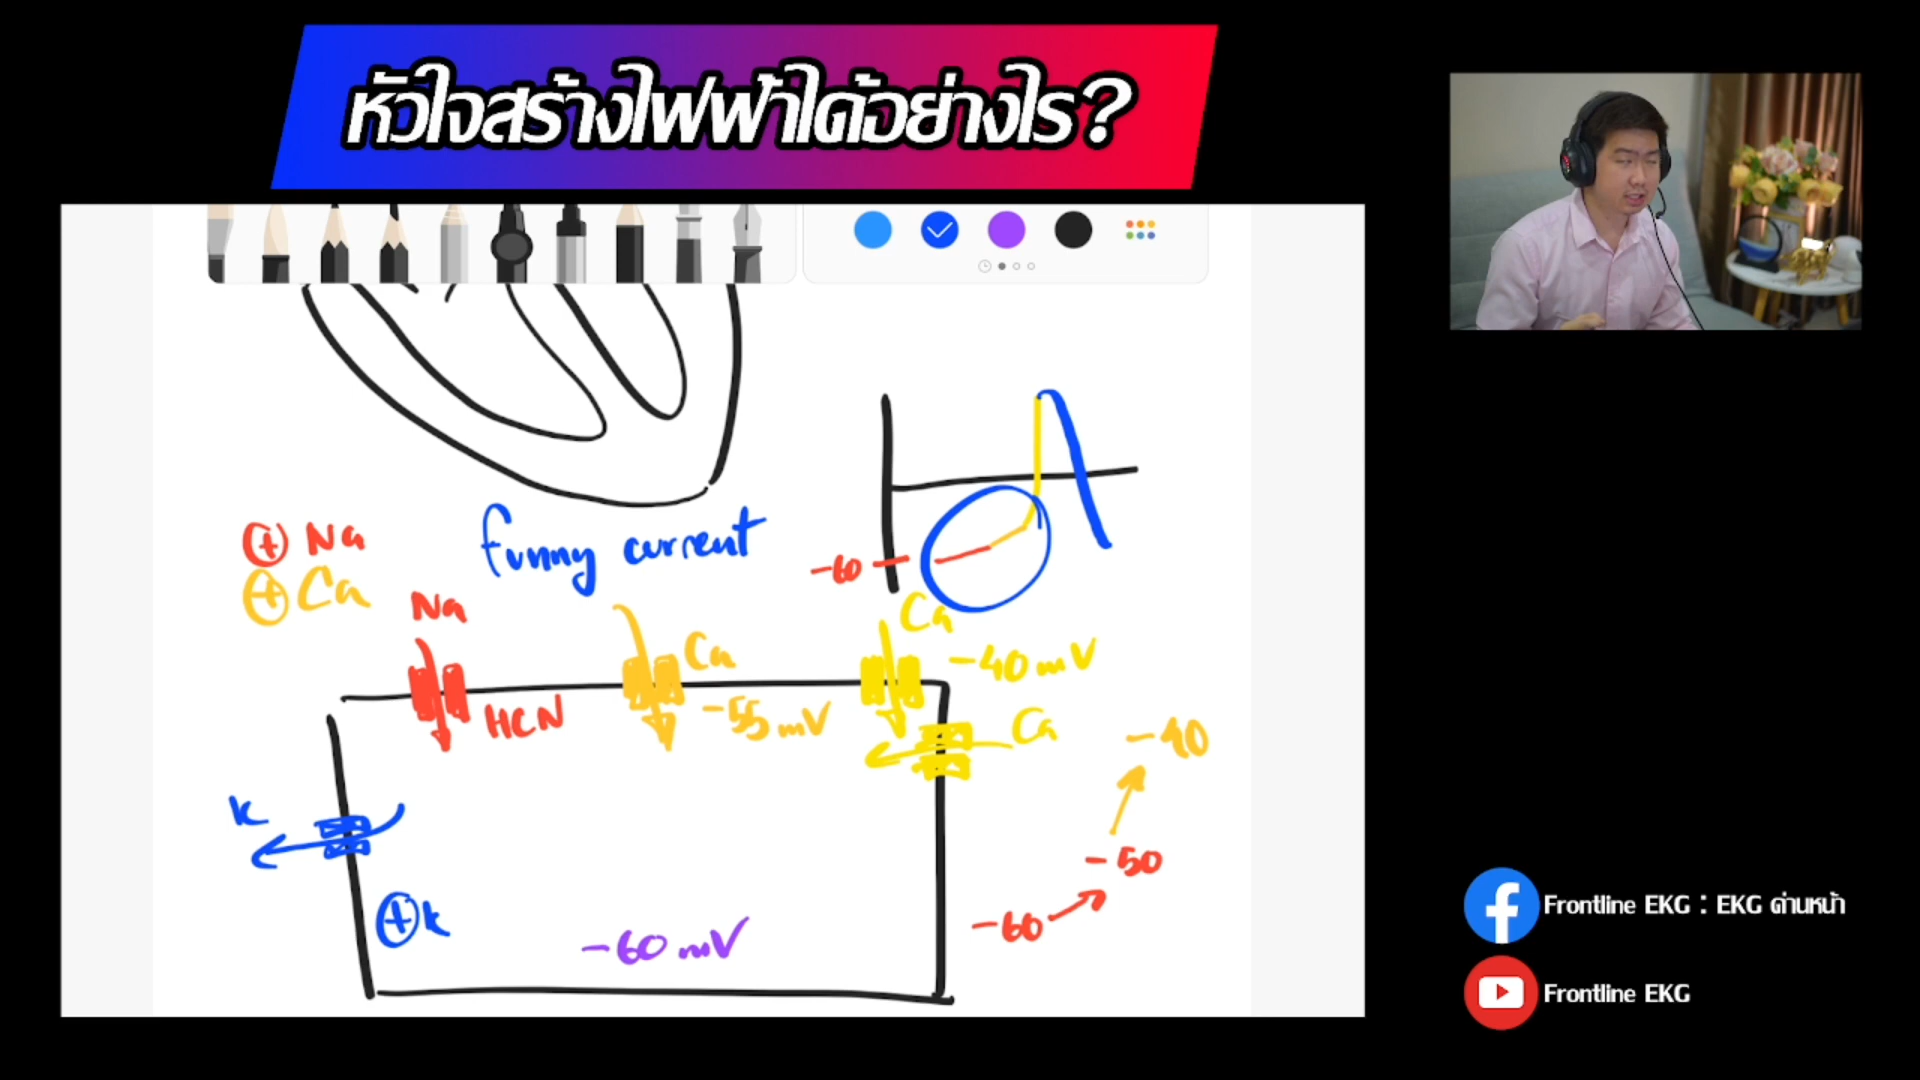 หัวใจสร้างไฟฟ้าได้อย่างไร?
-60
+ Na
funny current
+ Ca
Na
Ca
Ca
-40 mV
HCN
-55 mV
Ca
-40
K
-50
+ K
-60 mV
-60
Frontline EKG : EKG ด่านหน้า
Frontline EKG